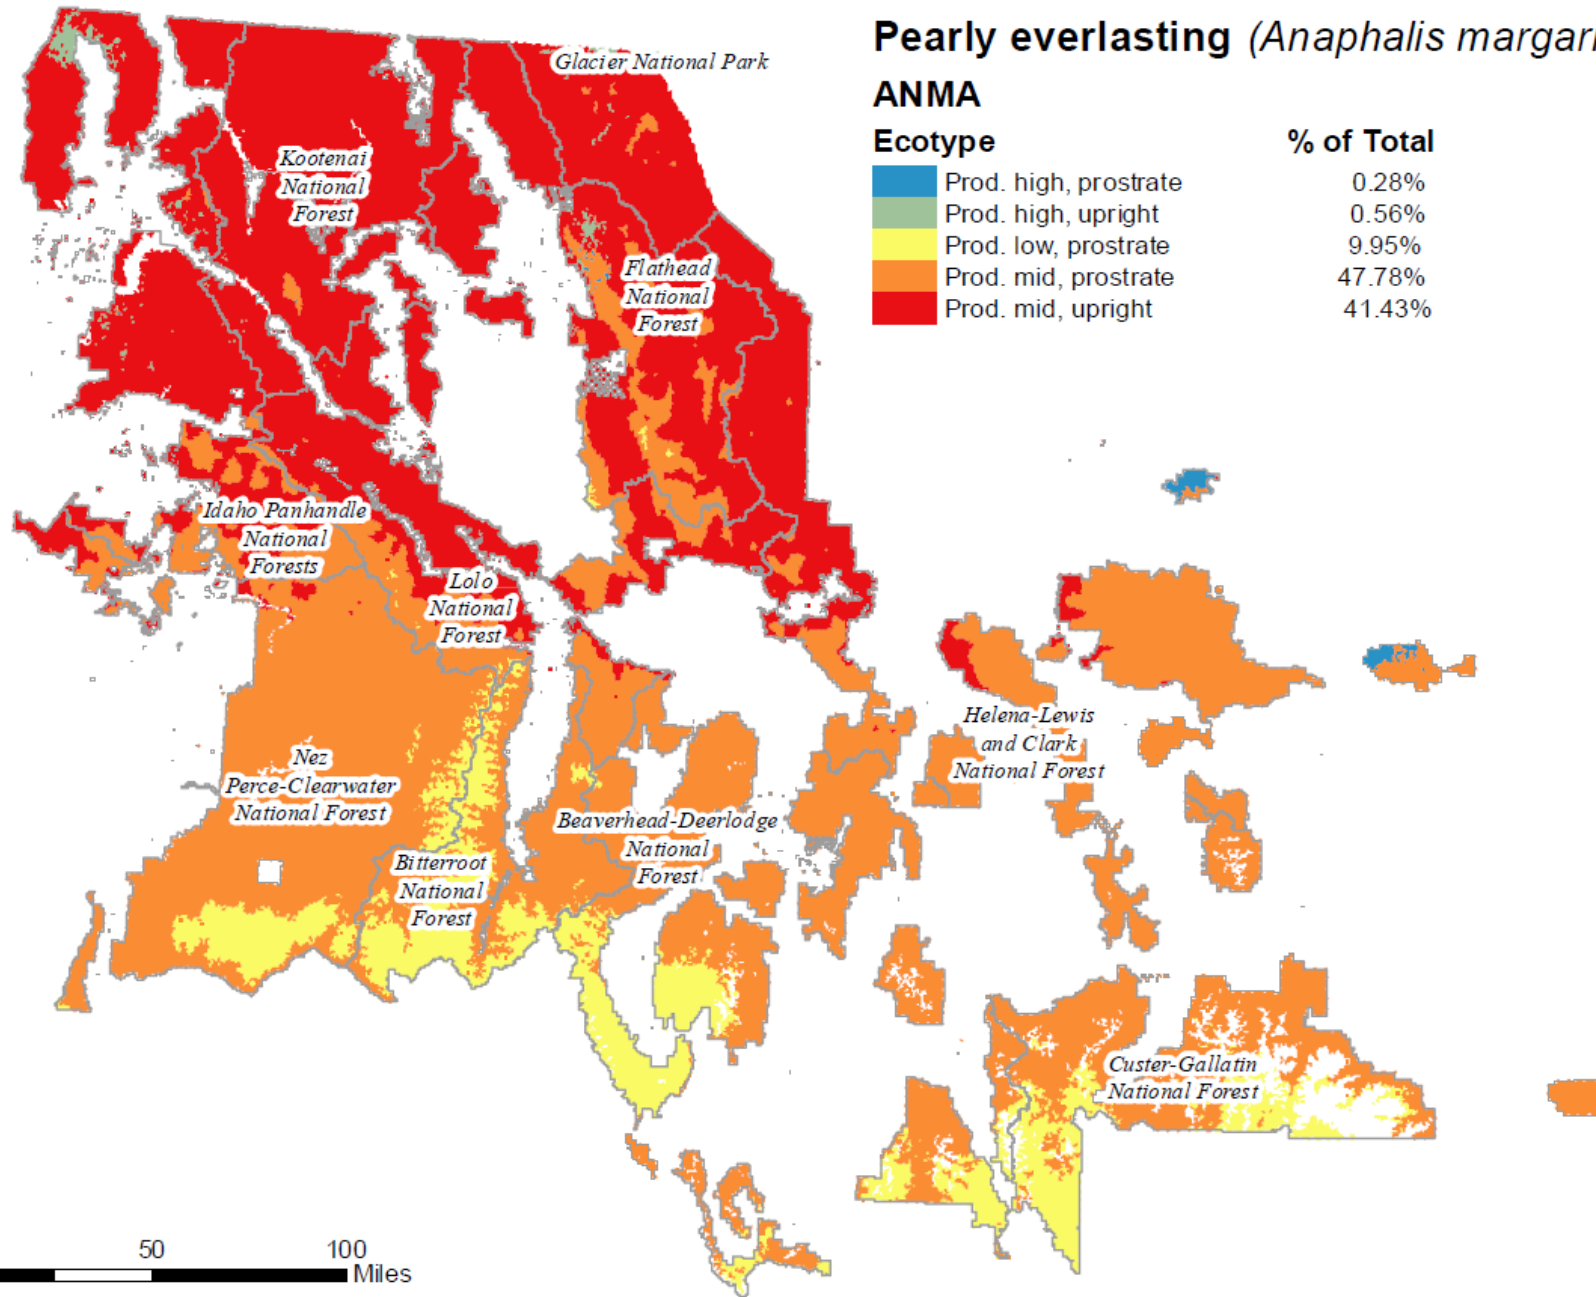 Pearly everlasting (Anaphalis margari
ANMA
Ecotype % of Total
Prod. high, prostrate 0.28%
Prod. high, upright 0.56%
Prod. low, prostrate 9.95%
Prod. mid, prostrate 47.78%
Prod. mid, upright 41.43%
Glacier National Park
Kootenai
National
Forest
Flathead
National
Forest
Idaho Panhandle
National
Forests
Lolo
National
Forest
Helena-Lewis
and Clark
National Forest
Nez
Perce-Clearwater
National Forest
Beaverhead-Deerlodge
National
Forest
Bitterroot
National
Forest
Custer-Gallatin
National Forest
50 100
Miles